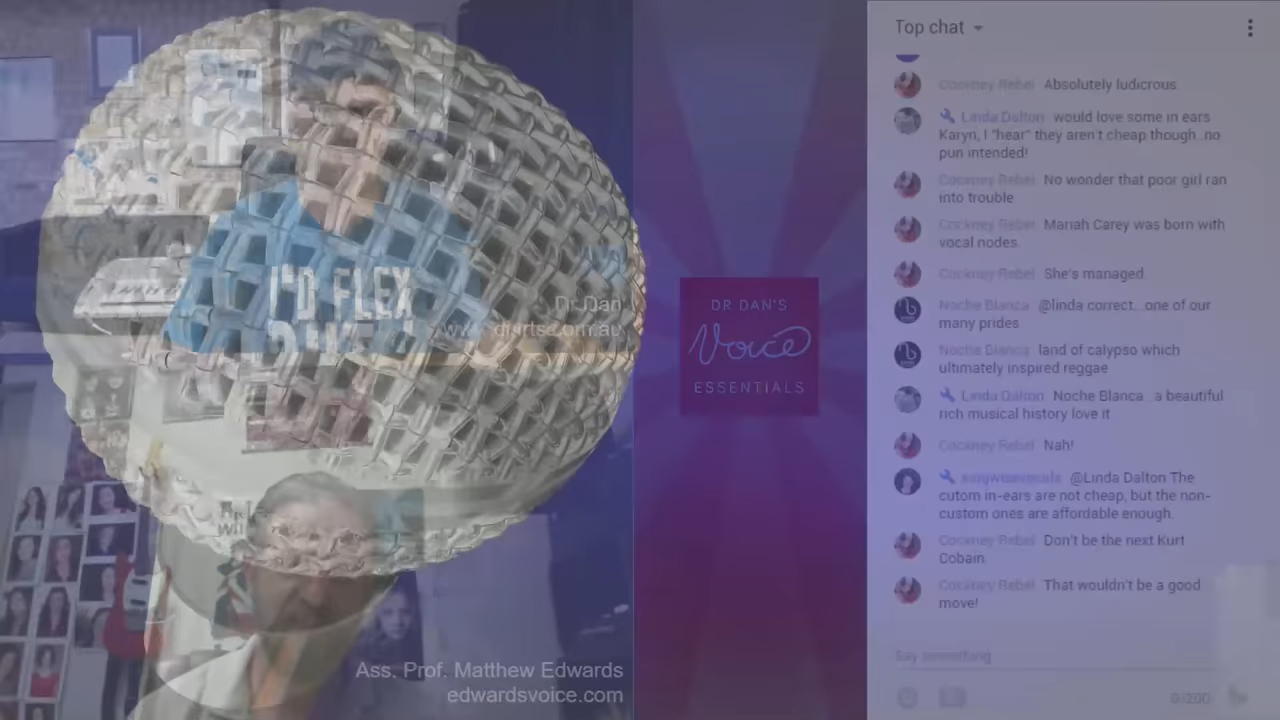 I'D FLEX
Dr Dan
Ass. Prof. Matthew Edwards
edwardsvoice.com
DR DAN'S
Voice
ESSENTIALS
Top chat
Cockney Rebel Absolutely ludicrous
Linda Dalton would love some in ears
Karyn, I "hear" they aren't cheap though..no
pun intended!
Cockney Rebel No wonder that poor girl ran
into trouble
Cockney Rebel Mariah Carey was born with
vocal nodes.
Cockney Rebel She's managed
Noche Blanca @linda correct...one of our
many prides
Noche Blanca land of calypso which
ultimately inspired reggae
Linda Dalton Noche Blanca...a beautiful
rich musical history love it
Cockney Rebel Nah!
@Linda Dalton The
cutom in-ears are not cheap, but the non-
custom ones are affordable enough.
Cockney Rebel Don't be the next Kurt
Cobain
Cockney Rebel That wouldn't be a good
move!
Say something
0/200